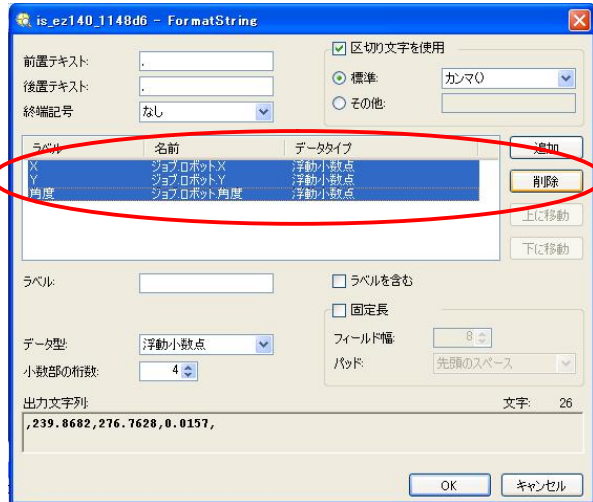 is_ez140_1148d6 - FormatString
前置テキスト: .
後置テキスト: .
終端記号 なし
区切り文字を使用
標準: カンマ(,)
その他:
ラベル 名前 データタイプ
X ジョブ.ロボット.X 浮動小数点
Y ジョブ.ロボット.Y 浮動小数点
角度 ジョブ.ロボット.角度 浮動小数点
追加
削除
上に移動
下に移動
ラベル:
ラベルを含む
固定長
データ型: 浮動小数点
フィールド幅: 8
小数部の桁数: 4
パッド: 先頭のスペース
出力文字列: 文字: 26
,239.8682,276.7628,0.0157,
OK キャンセル